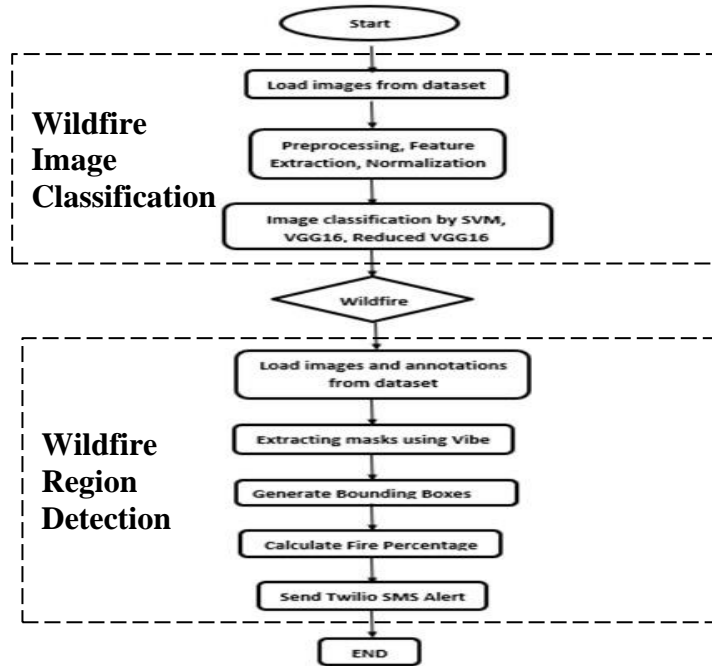 Start
Load images from dataset
Wildfire
Image
Classification
Preprocessing, Feature
Extraction, Normalization
Image classification by SVM,
VGG16, Reduced VGG16
Wildfire
Load images and annotations
from dataset
Wildfire
Region
Detection
Extracting masks using Vibe
Generate Bounding Boxes
Calculate Fire Percentage
Send Twilio SMS Alert
END